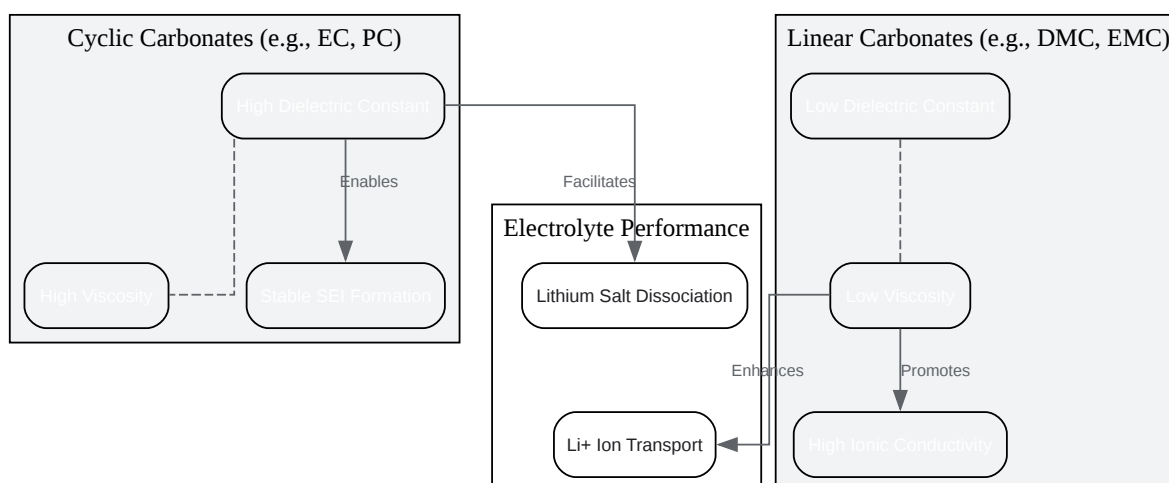 Cyclic Carbonates (e.g., EC, PC)
High Dielectric Constant
Enables
High Viscosity
Stable SEI Formation
Facilitates
Electrolyte Performance
Lithium Salt Dissociation
Li+ Ion Transport
Linear Carbonates (e.g., DMC, EMC)
Low Dielectric Constant
Low Viscosity
Enhances
Promotes
High Ionic Conductivity